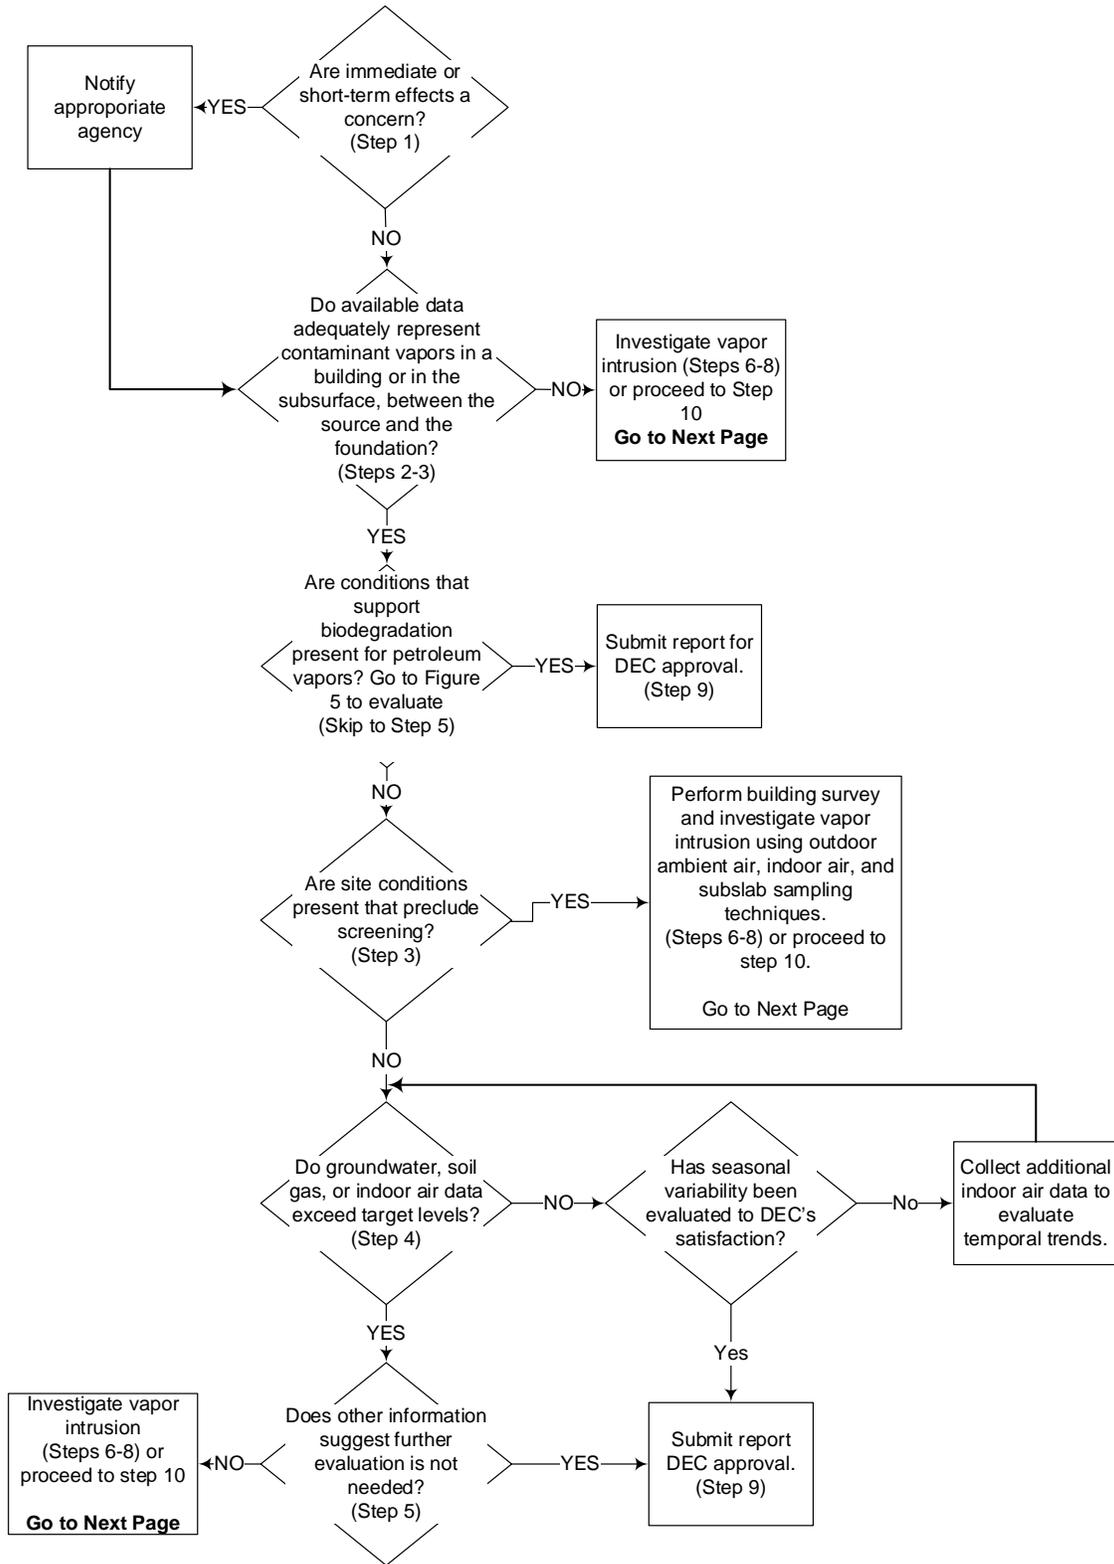 Are immediate or
short-term effects a
concern?
(Step 1)
YES
Notify
approporiate
agency
NO
Do available data
adequately represent
contaminant vapors in a
building or in the
subsurface, between the
source and the
foundation?
(Steps 2-3)
NO
Investigate vapor
intrusion (Steps 6-8)
or proceed to Step
10
Go to Next Page
YES
Are conditions that
support
biodegradation
present for petroleum
vapors? Go to Figure
5 to evaluate
(Skip to Step 5)
YES
Submit report for
DEC approval.
(Step 9)
NO
Are site conditions
present that preclude
screening?
(Step 3)
YES
Perform building survey
and investigate vapor
intrusion using outdoor
ambient air, indoor air, and
subslab sampling
techniques.
(Steps 6-8) or proceed to
step 10.
Go to Next Page
NO
Do groundwater, soil
gas, or indoor air data
exceed target levels?
(Step 4)
NO
Has seasonal
variability been
evaluated to DEC's
satisfaction?
No
Collect additional
indoor air data to
evaluate
temporal trends.
YES
Yes
Does other information
suggest further
evaluation is not
needed?
(Step 5)
NO
Investigate vapor
intrusion
(Steps 6-8) or
proceed to step 10
Go to Next Page
YES
Submit report
DEC approval.
(Step 9)